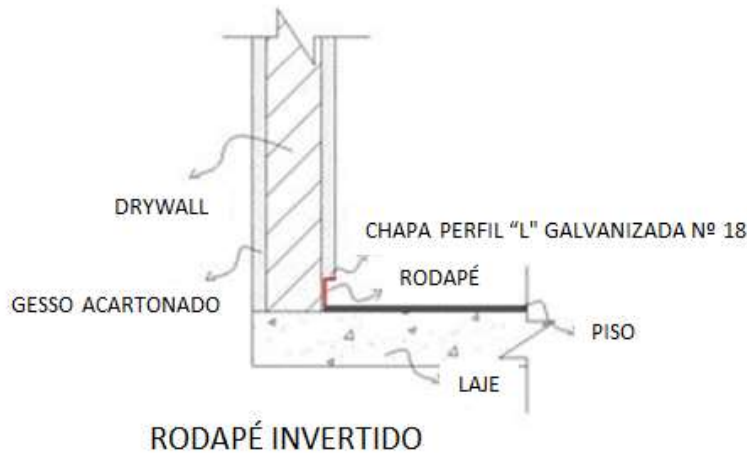 DRYWALL
CHAPA PERFIL “L" GALVANIZADA Nº 18
RODAPÉ
GESSO ACARTONADO
PISO
LAJE
RODAPÉ INVERTIDO